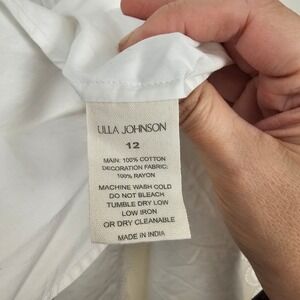 ULLA JOHNSON
12
MAIN: 100% COTTON
DECORATION FABRIC:
100% RAYON
MACHINE WASH COLD
DO NOT BLEACH
TUMBLE DRY LOW
LOW IRON
OR DRY CLEANABLE
MADE IN INDIA